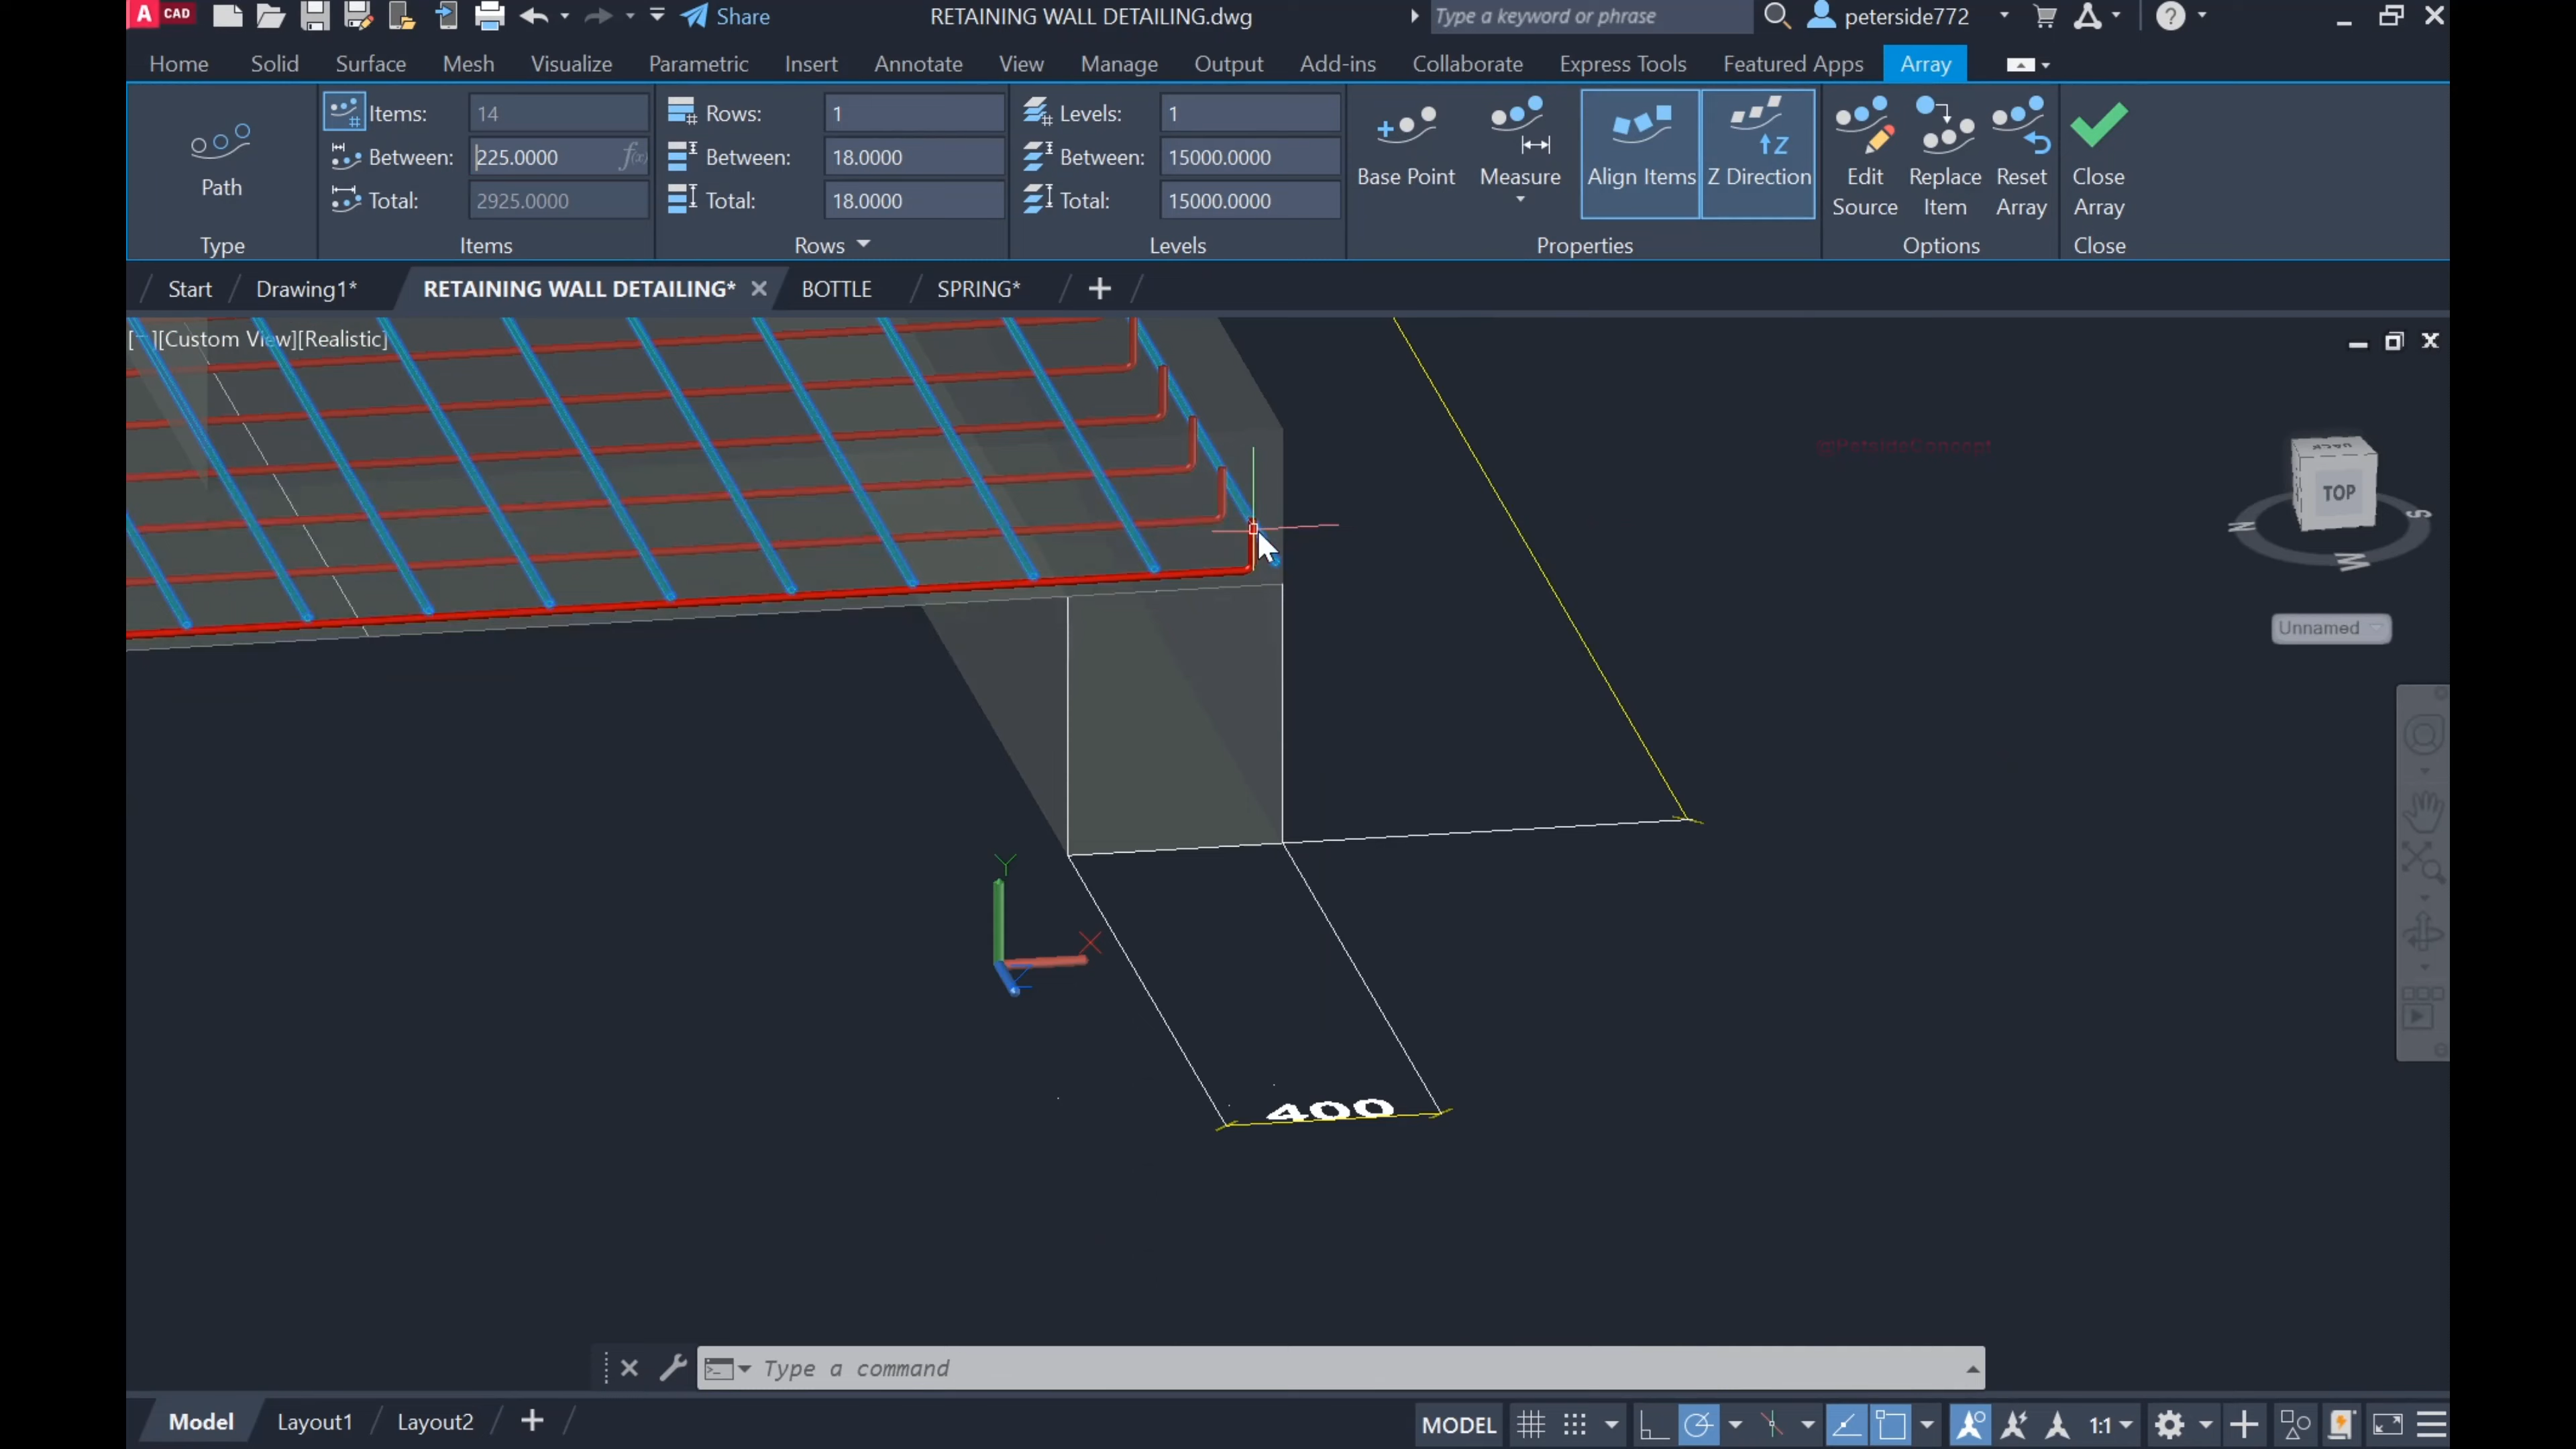 A CAD
Share
RETAINING WALL DETAILING.dwg
Type a keyword or phrase
peterside772
Home Solid Surface Mesh Visualize Parametric Insert Annotate View Manage Output Add-ins Collaborate Express Tools Featured Apps Array
Items: 14 Rows: 1 Levels: 1
Between: 225.0000 f(x) Between: 18.0000 Between: 15000.0000
Total: 2925.0000 Total: 18.0000 Total: 15000.0000
Path
Base Point Measure Align Items Z Direction
Edit Source Replace Item Reset Array Close Array
Type Items Rows Levels Properties Options Close
Start Drawing1* RETAINING WALL DETAILING* BOTTLE SPRING*
[−][Custom View][Realistic]
@PetsideConcept
BACK
TOP
N S
W
Unnamed
Y
X
Z
400
Type a command
Model Layout1 Layout2
MODEL 1:1